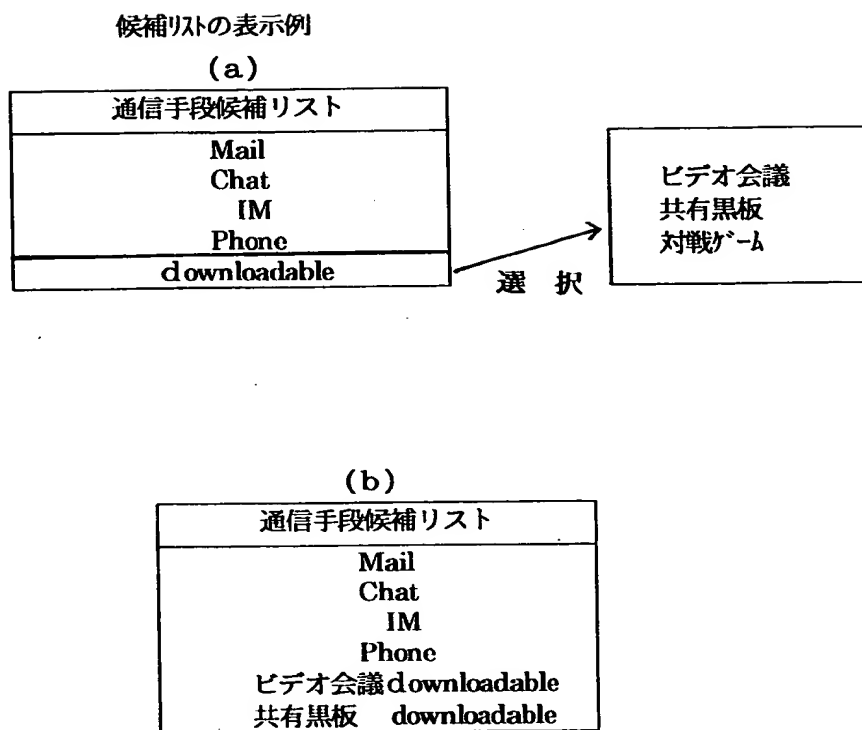 候補リストの表示例
(a)
通信手段候補リスト
Mail
Chat
IM
Phone
downloadable
選 択
ビデオ会議
共有黒板
対戦ゲーム
(b)
通信手段候補リスト
Mail
Chat
IM
Phone
ビデオ会議downloadable
共有黒板 downloadable